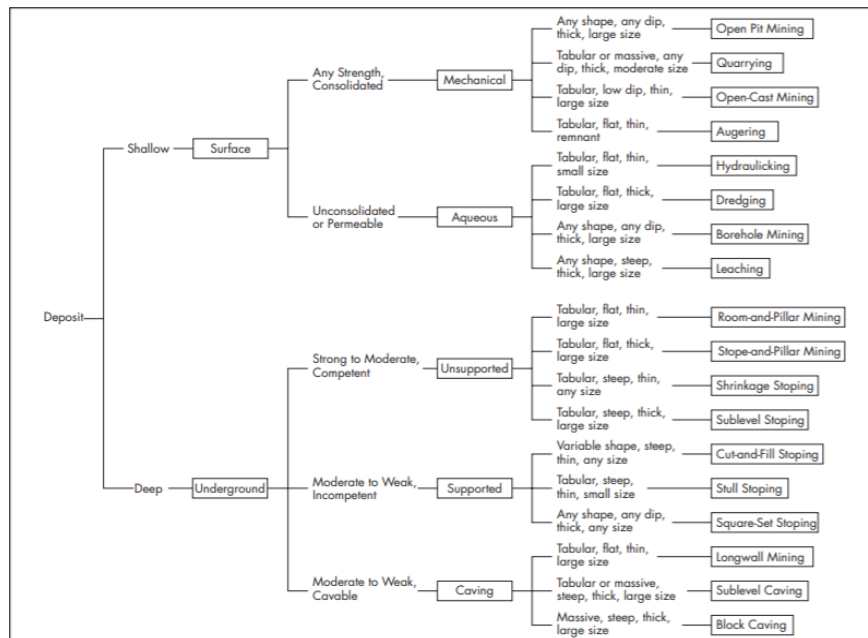 Any shape, any dip,
thick, large size
Open Pit Mining
Tabular or massive, any
dip, thick, moderate size
Quarrying
Any Strength,
Consolidated
Mechanical
Tabular, low dip, thin,
large size
Open-Cast Mining
Tabular, flat, thin,
remnant
Augering
Shallow
Surface
Tabular, flat, thin,
small size
Hydraulicking
Unconsolidated
or Permeable
Aqueous
Tabular, flat, thick,
large size
Dredging
Any shape, any dip,
thick, large size
Borehole Mining
Any shape, steep,
thick, large size
Leaching
Deposit
Tabular, flat, thin,
large size
Room-and-Pillar Mining
Strong to Moderate,
Competent
Unsupported
Tabular, flat, thick,
large size
Stope-and-Pillar Mining
Tabular, steep, thin,
any size
Shrinkage Stoping
Tabular, steep, thick,
large size
Sublevel Stoping
Deep
Underground
Variable shape, steep,
thin, any size
Cut-and-Fill Stoping
Moderate to Weak,
Incompetent
Supported
Tabular, steep,
thin, small size
Stull Stoping
Any shape, any dip,
thick, any size
Square-Set Stoping
Tabular, flat, thin,
large size
Longwall Mining
Moderate to Weak,
Cavable
Caving
Tabular or massive,
steep, thick, large size
Sublevel Caving
Massive, steep, thick,
large size
Block Caving